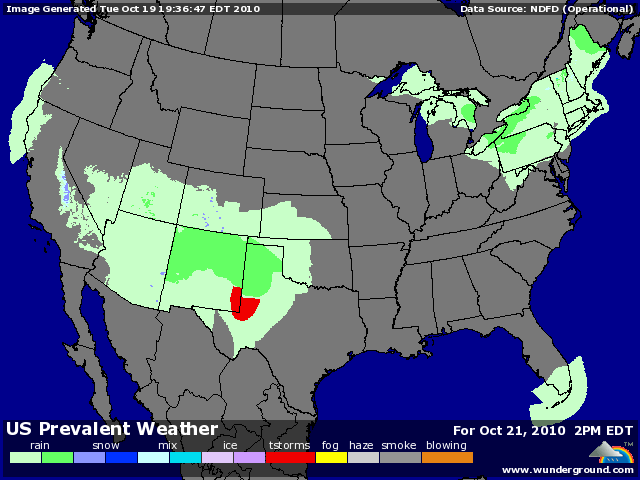 Image Generated Tue Oct 19 19:36:47 EDT 2010 Data Source: NDFD (Operational)
US Prevalent Weather For Oct 21, 2010 2PM EDT
rain snow mix ice tstorms fog haze smoke blowing
TM
www.wunderground.com